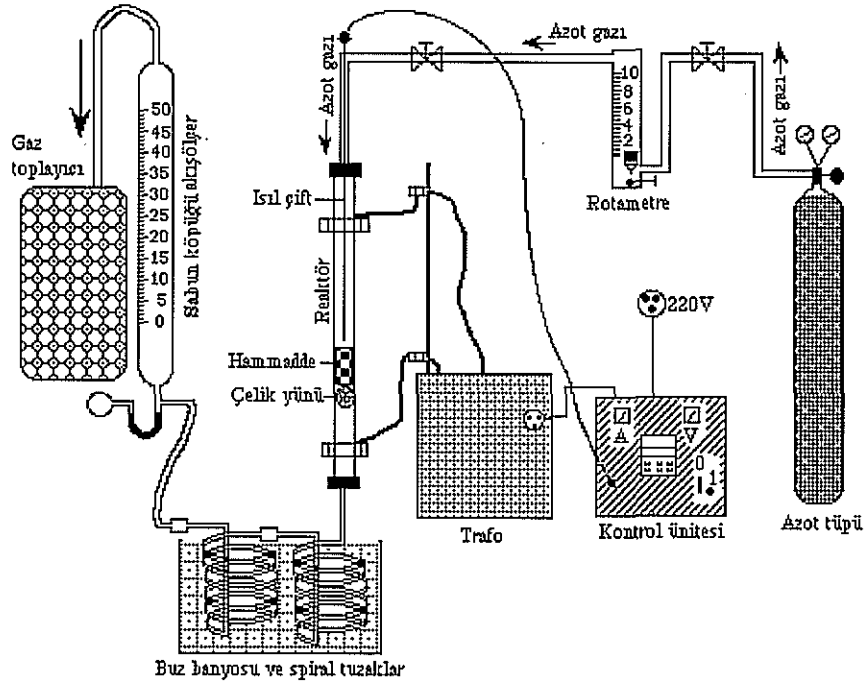 Azot gazı
Azot gazı
Azot gazı
Gaz
toplayıcı
50
45
40
35
30
25
20
15
10
5
0
Sabun köpüğü akışölçer
Isıl çift
Reaktör
Hammadde
Çelik yünü
10
8
6
4
2
Rotametre
220V
A
V
0
1
Trafo
Kontrol ünitesi
Azot tüpü
Buz banyosu ve spiral tuzaklar